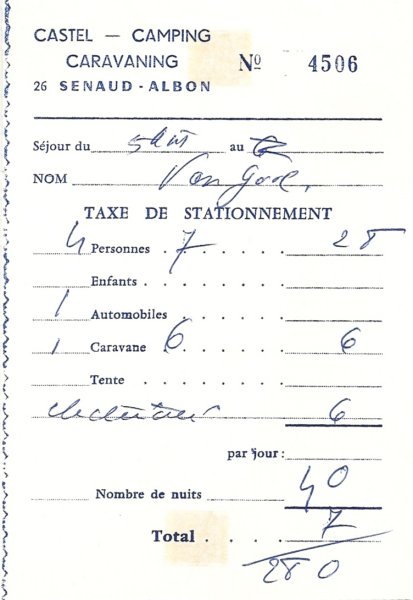 CASTEL — CAMPING
CARAVANING Nº 4506
26 SENAUD - ALBON
Séjour du au
NOM Van
TAXE DE STATIONNEMENT
4 Personnes . 7 . . . . . 28
Enfants . . . . . .
1 Automobiles . . . . .
1 Caravane 6 . . . . . 6
Tente . . . . . . .
6
par jour :
40
Nombre de nuits
7
Total . . . .
280